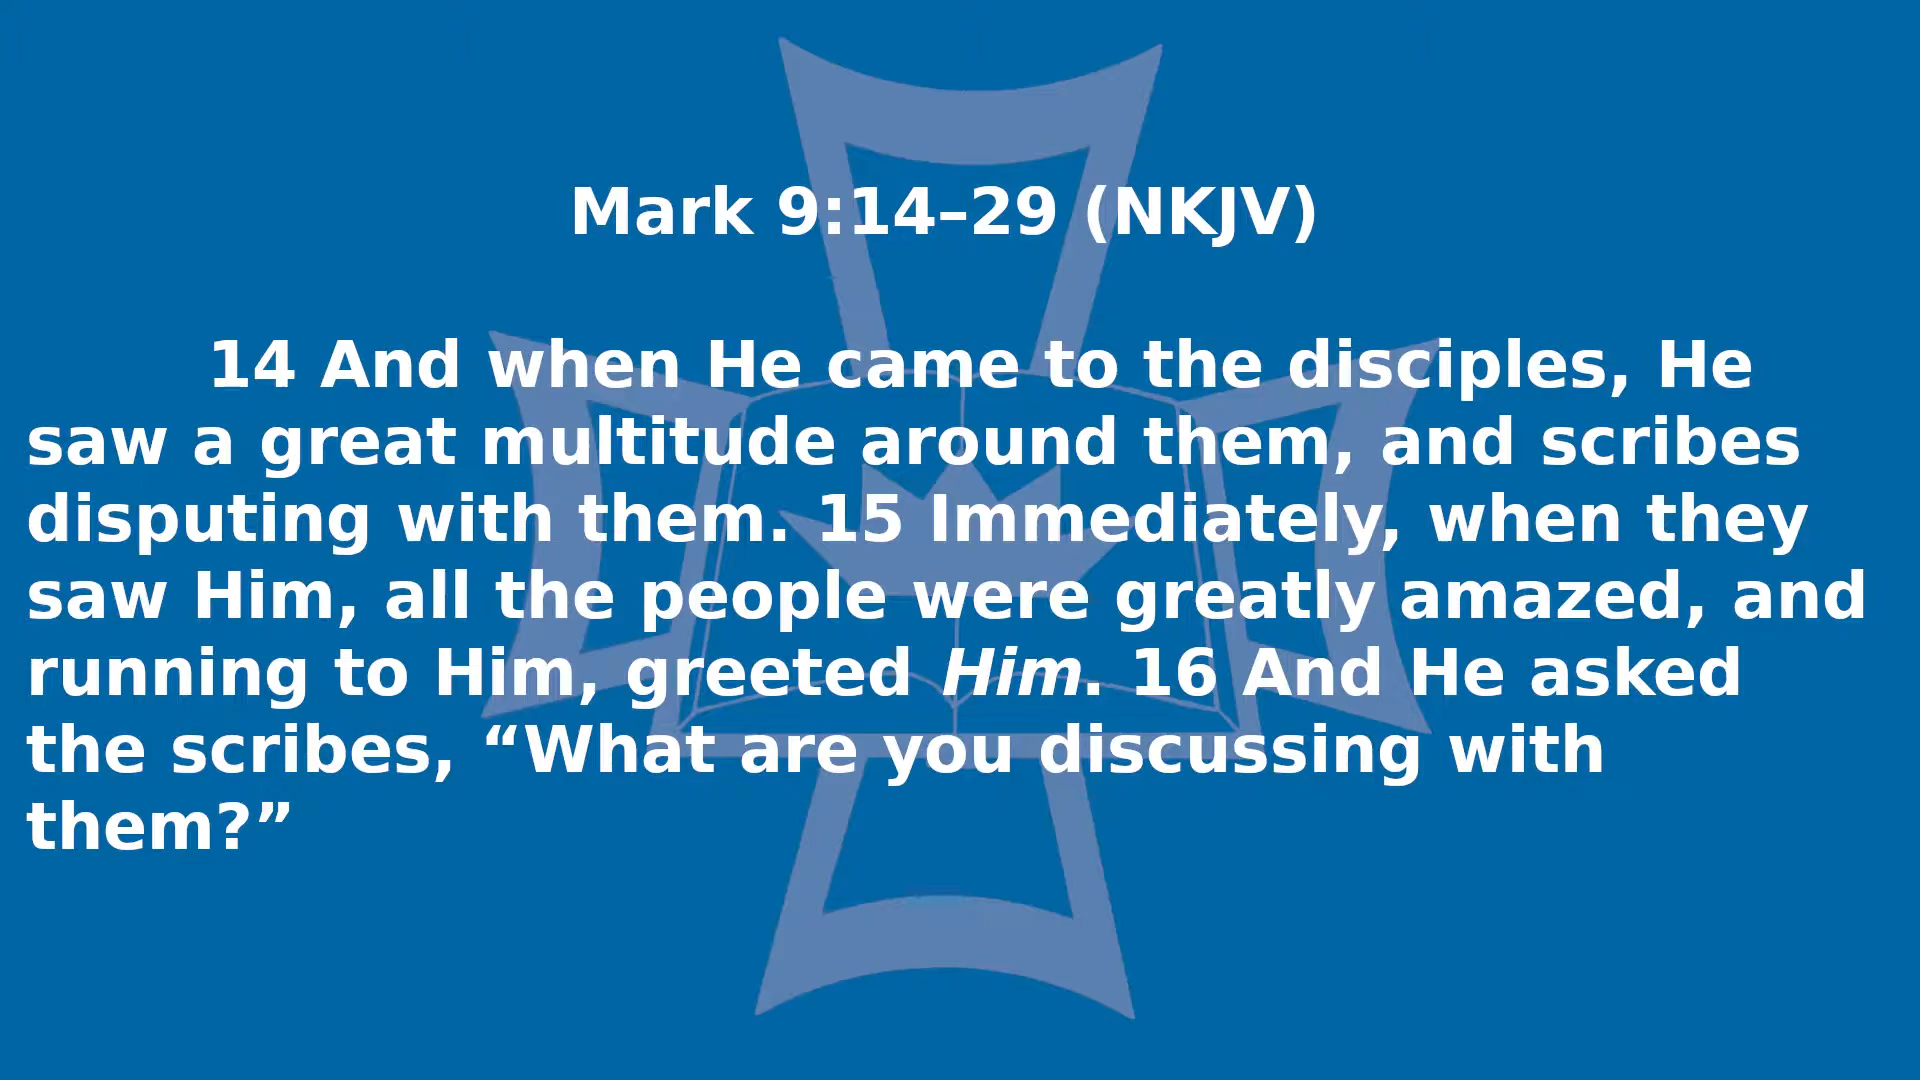 Mark 9:14–29 (NKJV)
14 And when He came to the disciples, He
saw a great multitude around them, and scribes
disputing with them. 15 Immediately, when they
saw Him, all the people were greatly amazed, and
running to Him, greeted Him. 16 And He asked
the scribes, “What are you discussing with
them?”